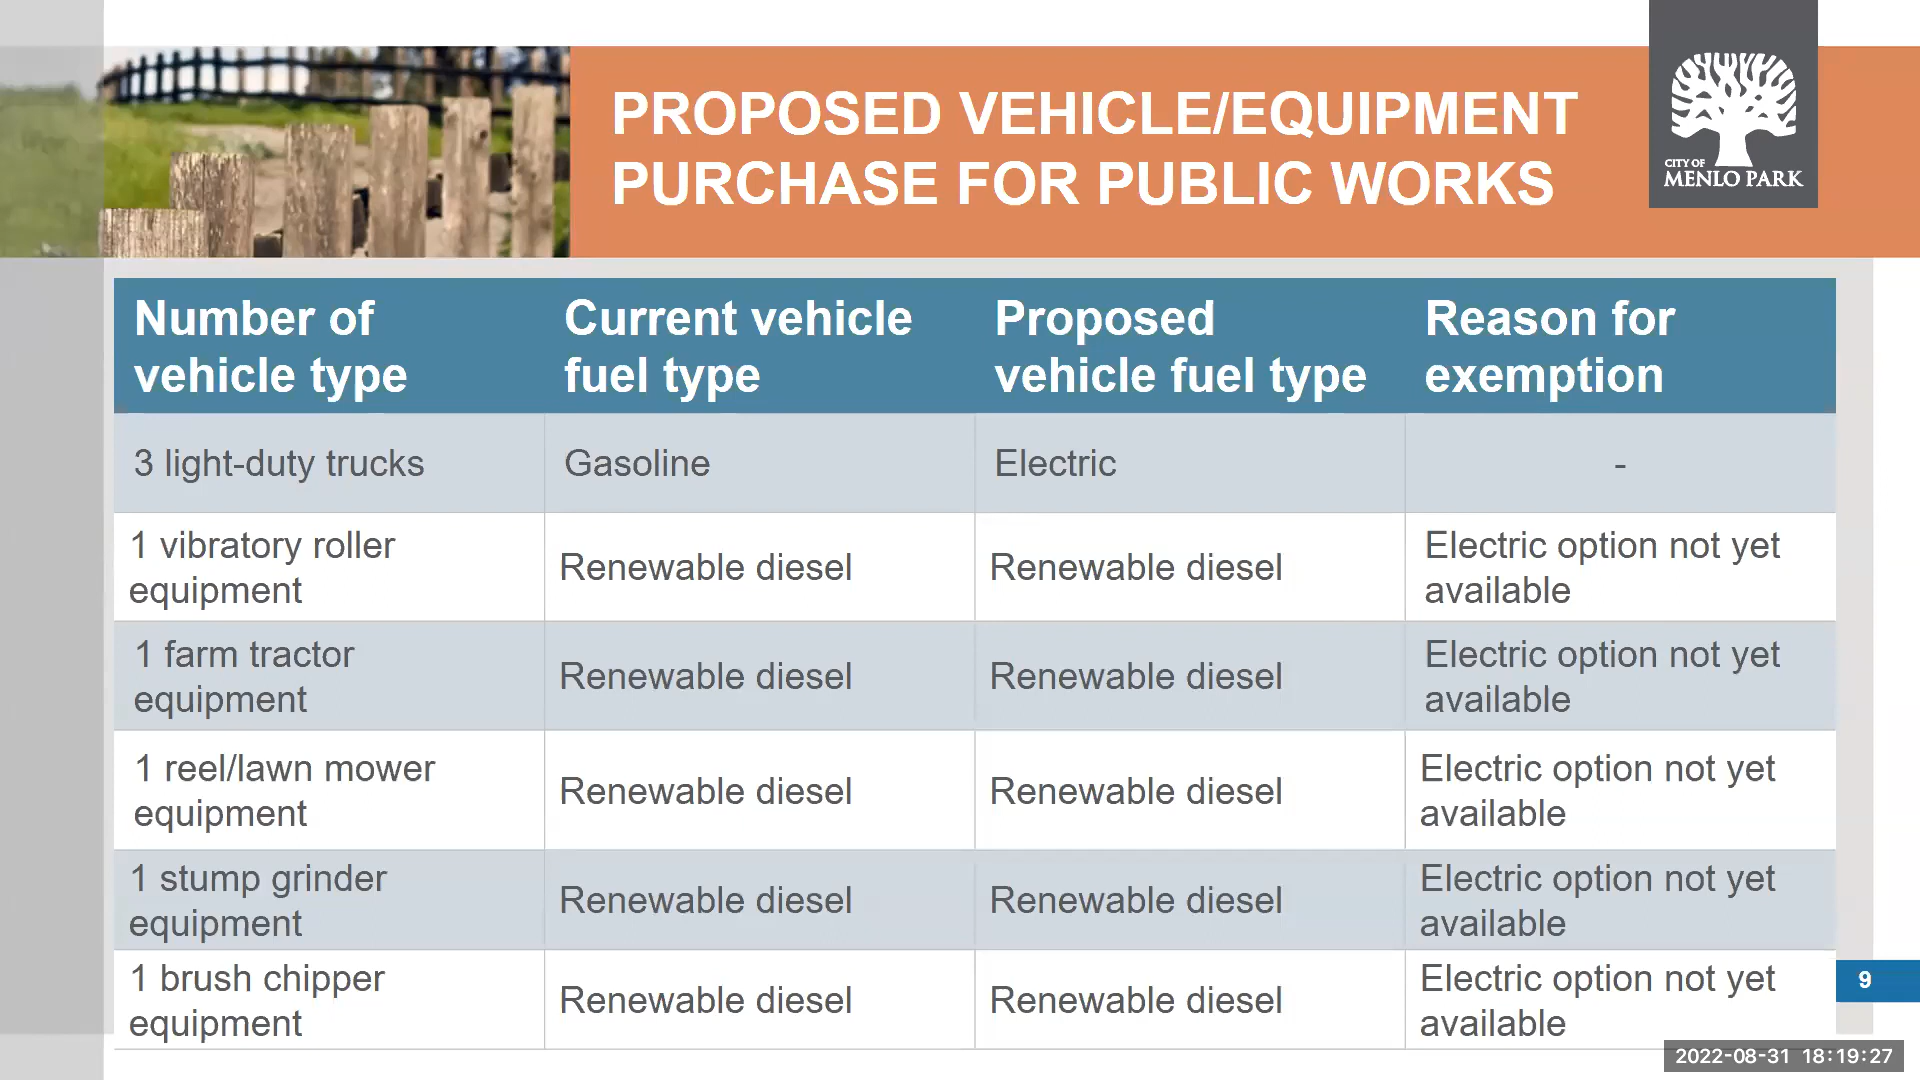 PROPOSED VEHICLE/EQUIPMENT
PURCHASE FOR PUBLIC WORKS
CITY OF
MENLO PARK
Number of
vehicle type
Current vehicle
fuel type
Proposed
vehicle fuel type
Reason for
exemption
3 light-duty trucks
Gasoline
Electric
-
1 vibratory roller
equipment
Renewable diesel
Renewable diesel
Electric option not yet
available
1 farm tractor
equipment
Renewable diesel
Renewable diesel
Electric option not yet
available
1 reel/lawn mower
equipment
Renewable diesel
Renewable diesel
Electric option not yet
available
1 stump grinder
equipment
Renewable diesel
Renewable diesel
Electric option not yet
available
1 brush chipper
equipment
Renewable diesel
Renewable diesel
Electric option not yet
available
9
2022-08-31 18:19:27